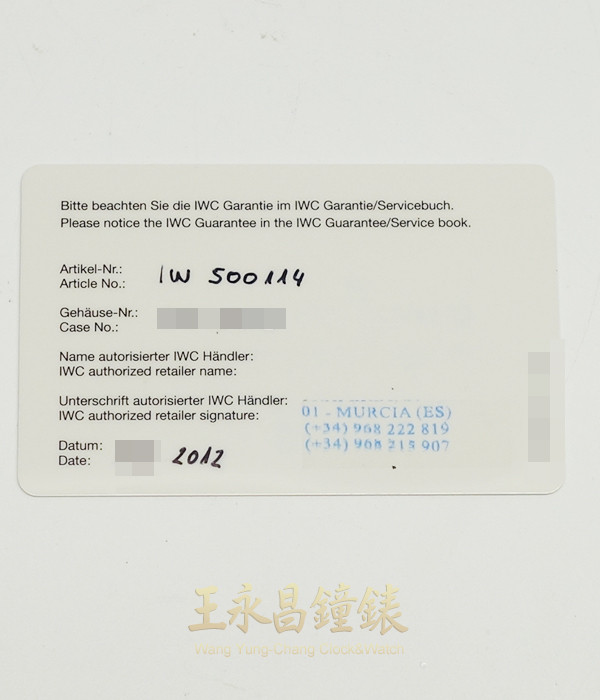 Bitte beachten Sie die IWC Garantie im IWC Garantie/Servicebuch.
Please notice the IWC Guarantee in the IWC Guarantee/Service book.
Artikel-Nr.:
Article No.: IW 500114
Gehäuse-Nr.:
Case No.:
Name autorisierter IWC Händler:
IWC authorized retailer name:
Unterschrift autorisierter IWC Händler:
IWC authorized retailer signature:
01 - MURCIA (ES)
(+34) 968 222 819
(+34) 968 215 907
Datum:
Date: 2012
王永昌鐘錶
Wang Yung-Chang Clock&Watch